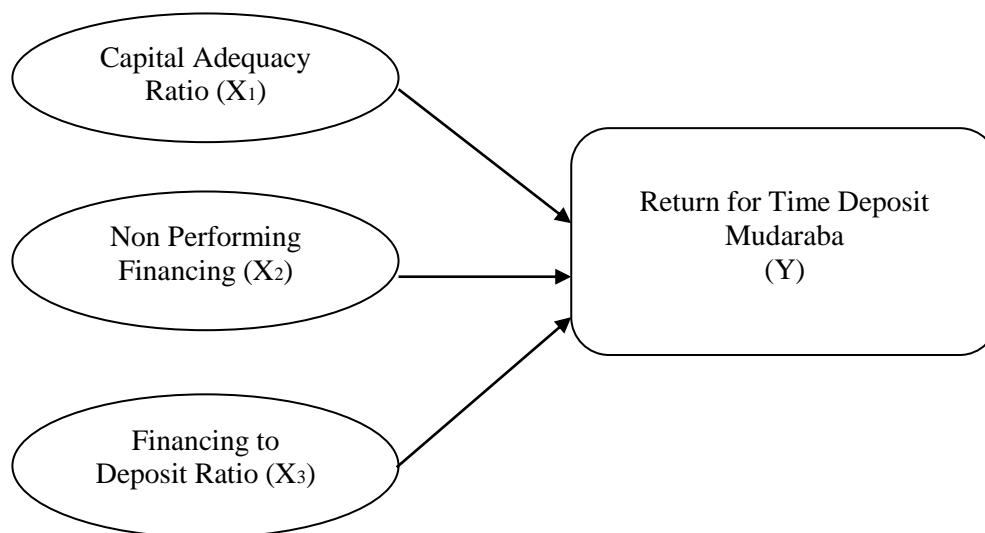 Capital Adequacy
Ratio (X1)
Non Performing
Financing (X2)
Financing to
Deposit Ratio (X3)
Return for Time Deposit
Mudaraba
(Y)